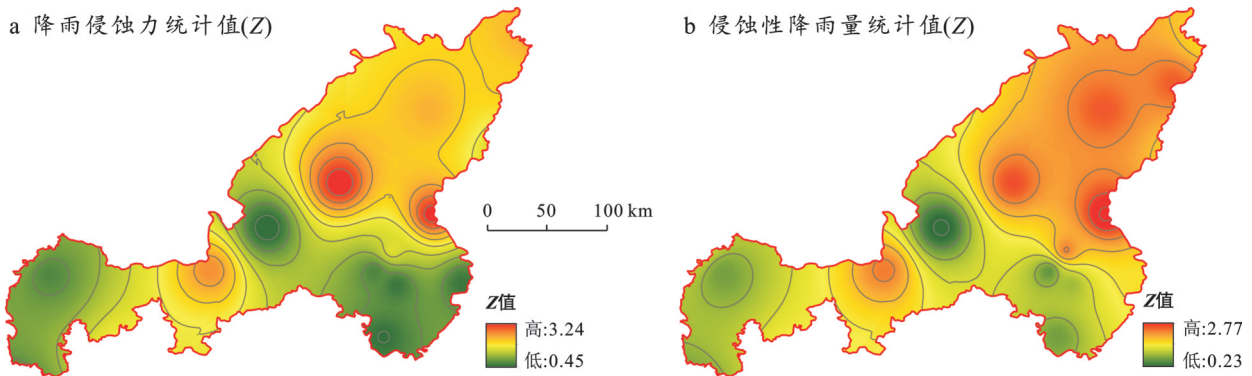 a 降雨侵蚀力统计值(Z)
0 50 100 km
Z值
高:3.24
低:0.45
b 侵蚀性降雨量统计值(Z)
Z值
高:2.77
低:0.23